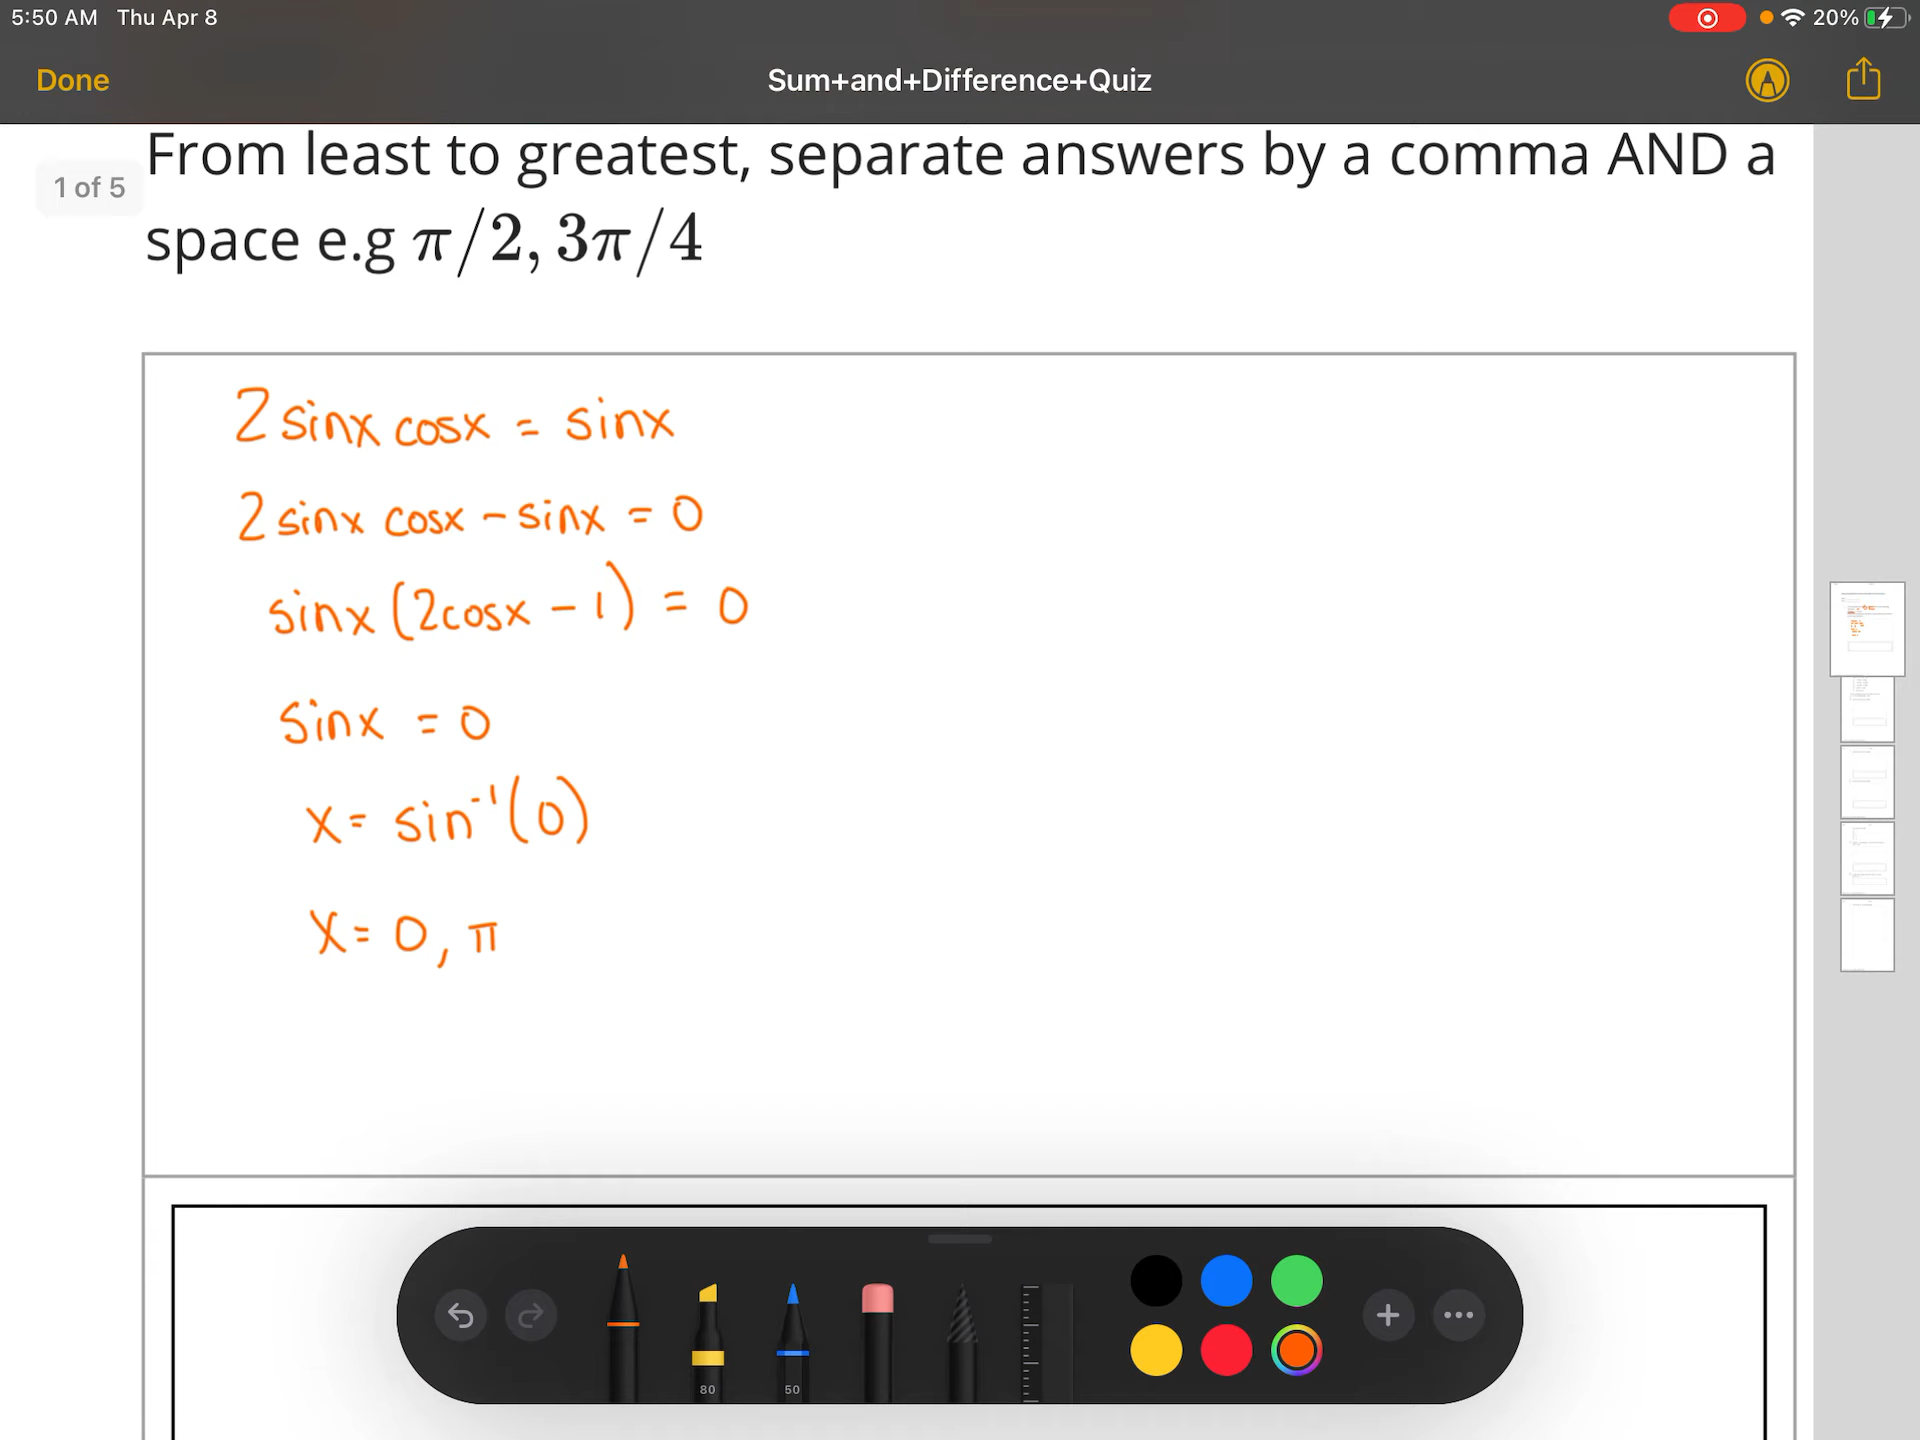 5:50 AM Thu Apr 8 20%
Done Sum+and+Difference+Quiz
1 of 5
From least to greatest, separate answers by a comma AND a
space e.g π/2, 3π/4
2 sinx cosx = sinx
2 sinx cosx - sinx = 0
sinx (2cosx - 1) = 0
sinx = 0
x = sin⁻¹(0)
x = 0, π
80 50